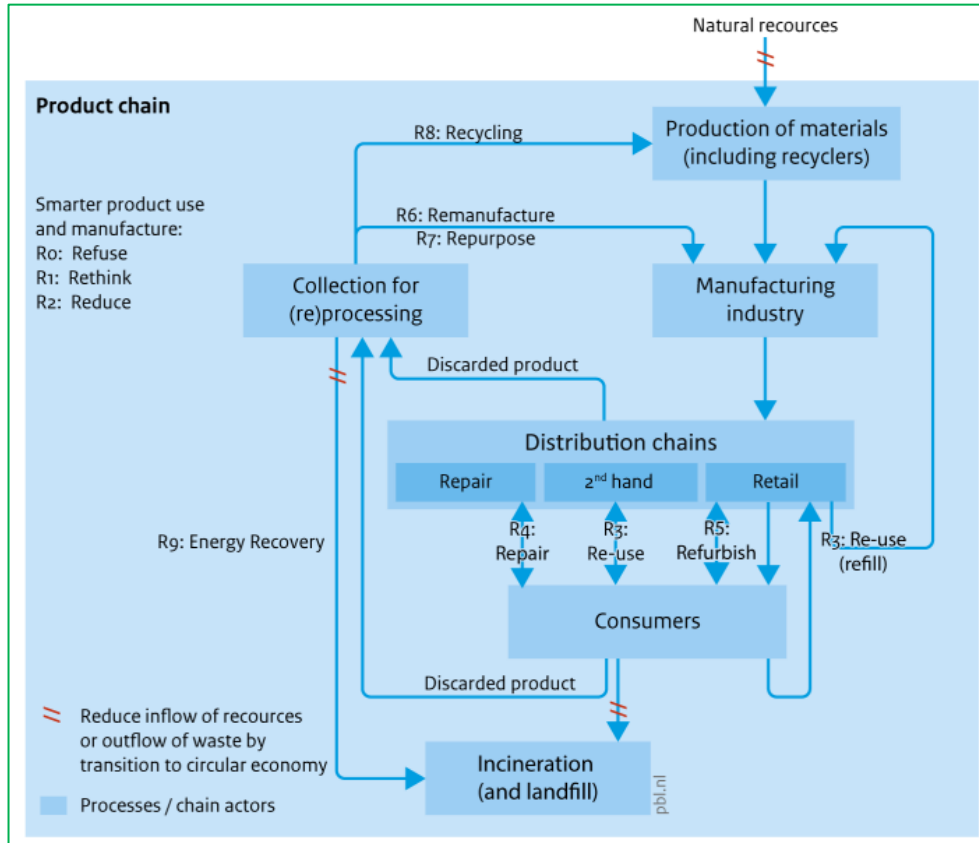 Natural recources
Product chain
Production of materials
(including recyclers)
R8: Recycling
Smarter product use
and manufacture:
R0: Refuse
R1: Rethink
R2: Reduce
R6: Remanufacture
R7: Repurpose
Collection for
(re)processing
Manufacturing
industry
Discarded product
Distribution chains
Repair
2nd hand
Retail
R9: Energy Recovery
R4:
Repair
R3:
Re-use
R5:
Refurbish
R3: Re-use
(refill)
Consumers
Discarded product
Reduce inflow of recources
or outflow of waste by
transition to circular economy
Processes / chain actors
Incineration
(and landfill)
pbl.nl